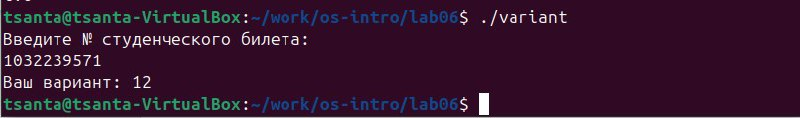 tsanta@tsanta-VirtualBox:~/work/os-intro/lab06$ ./variant
Введите № студенческого билета:
1032239571
Ваш вариант: 12
tsanta@tsanta-VirtualBox:~/work/os-intro/lab06$